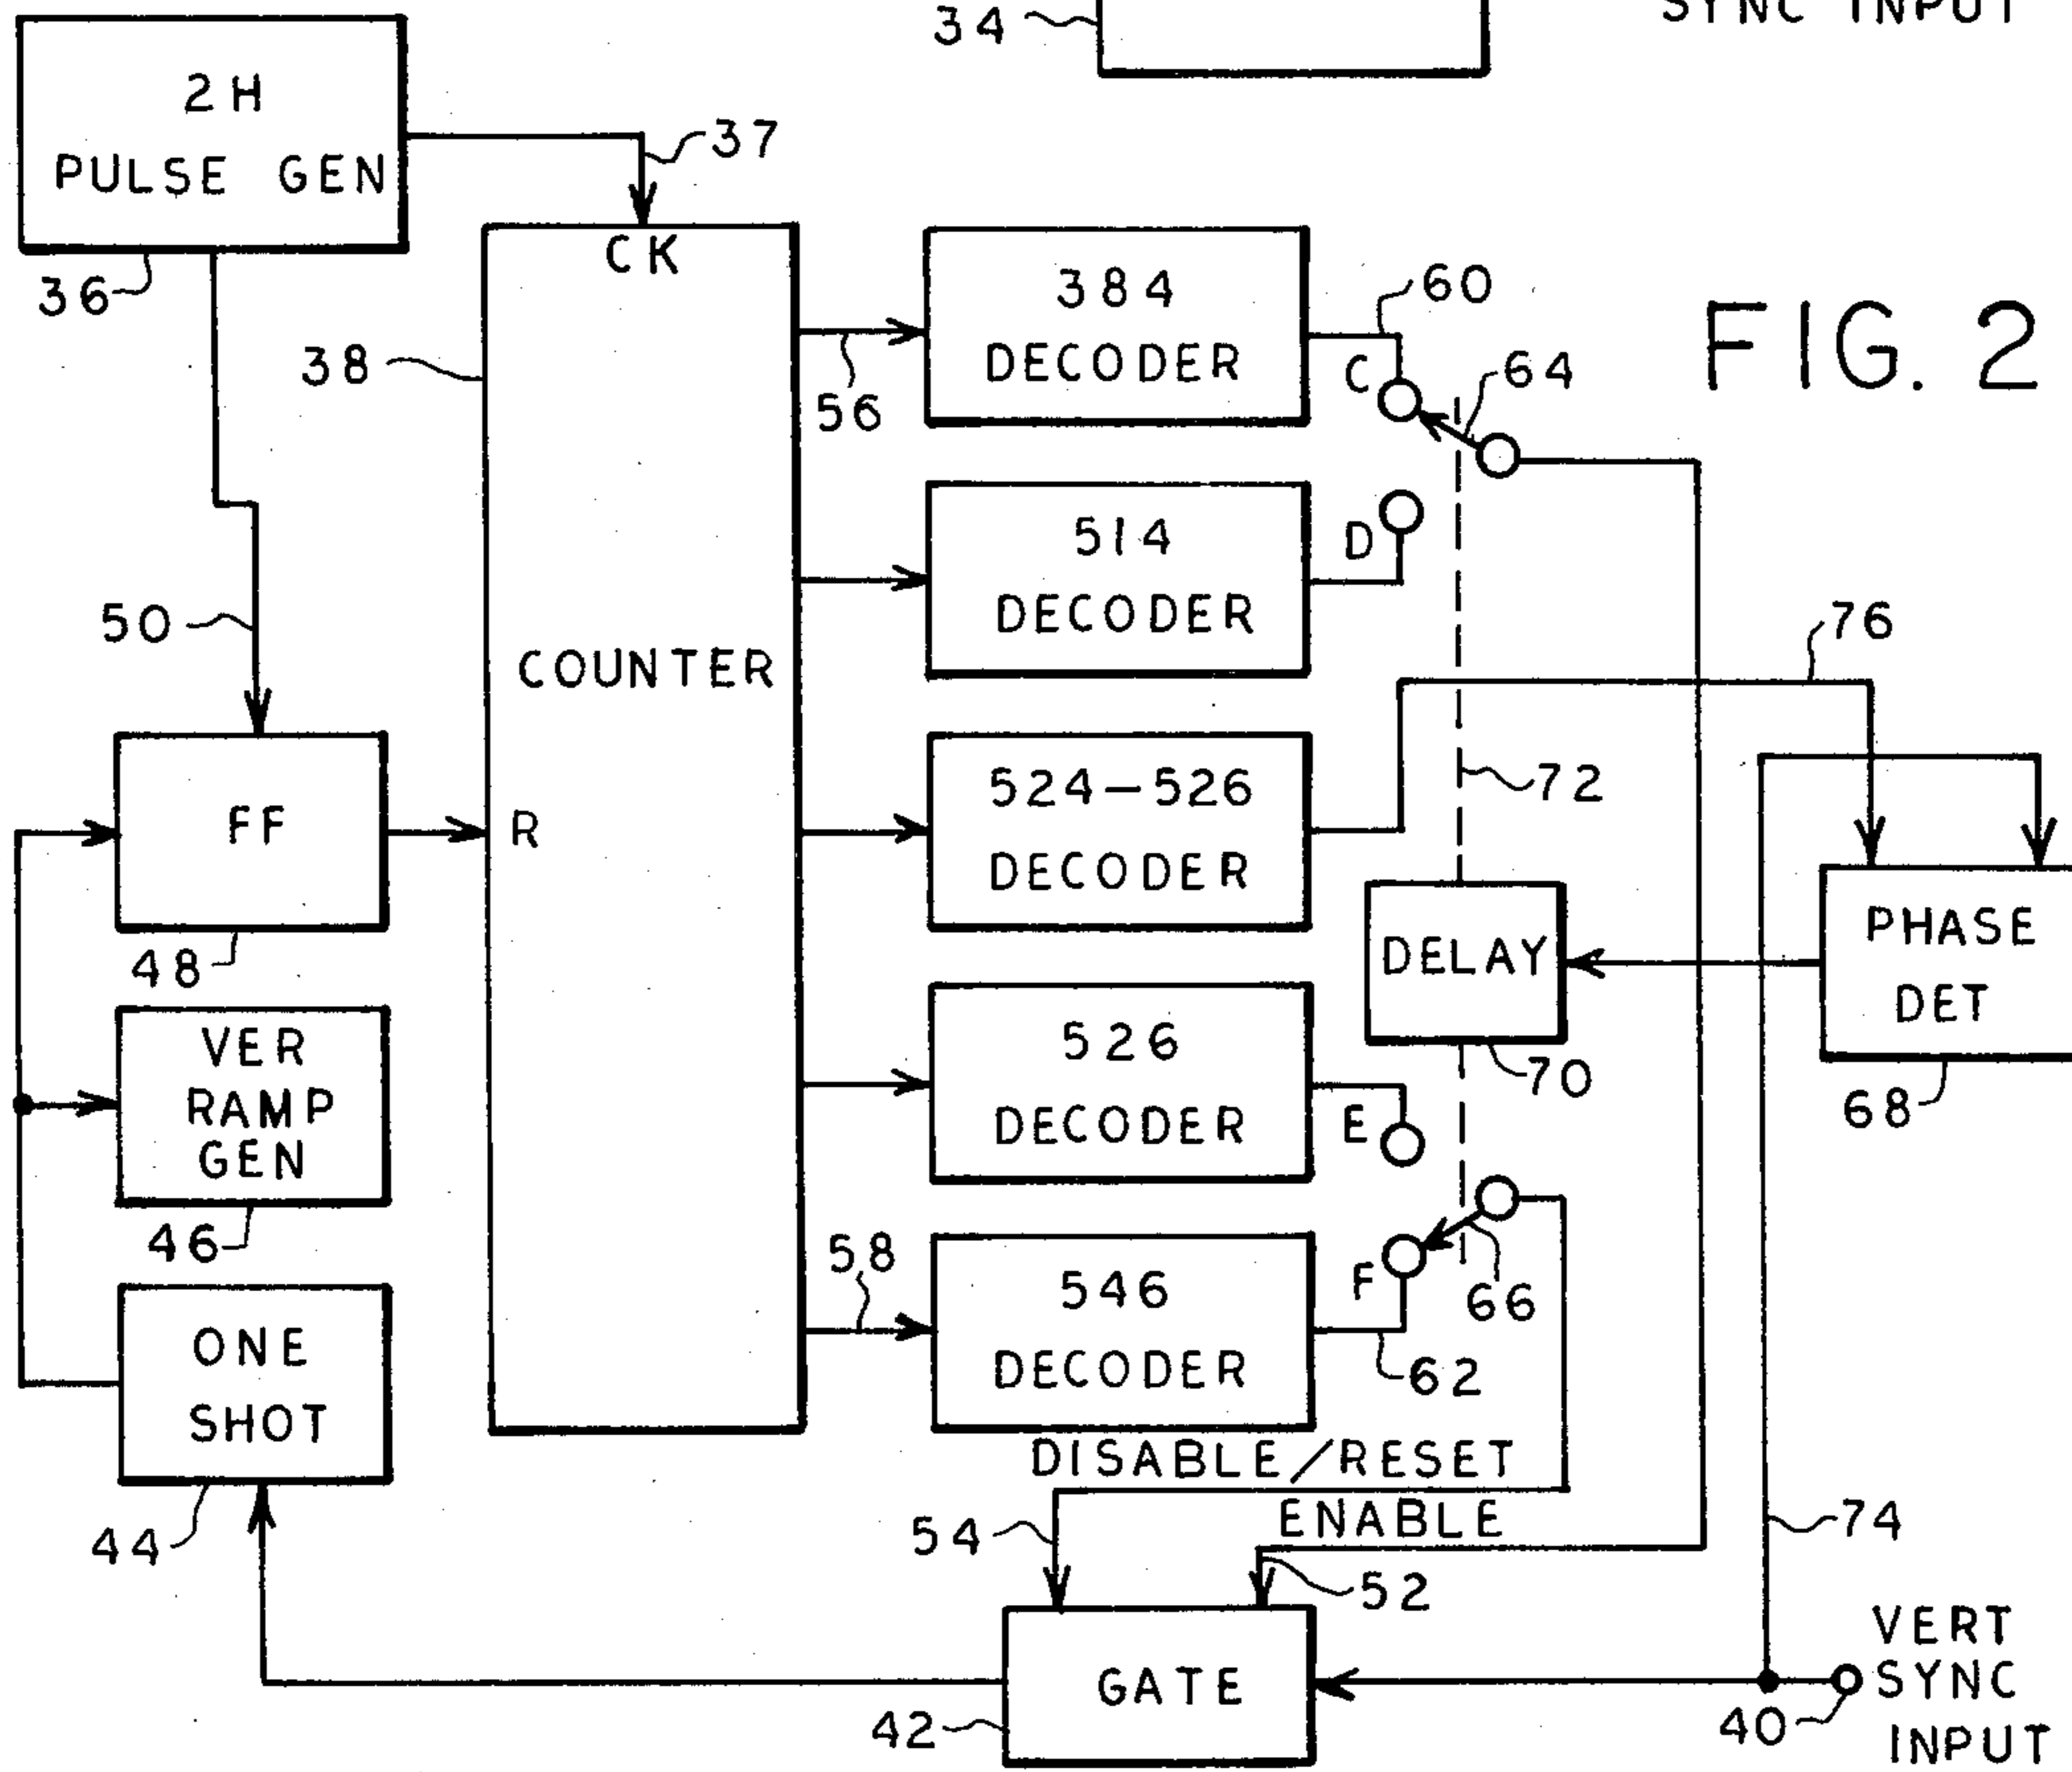 34
SYNC INPUT
2H
PULSE GEN
36
37
CK
38
COUNTER
R
50
FF
48
VER
RAMP
GEN
46
ONE
SHOT
44
56
384
DECODER
60
C
64
FIG. 2
514
DECODER
D
76
524-526
DECODER
72
DELAY
70
PHASE
DET
68
526
DECODER
E
58
546
DECODER
F
66
62
DISABLE/RESET
ENABLE
54
52
74
GATE
42
VERT
SYNC
INPUT
40